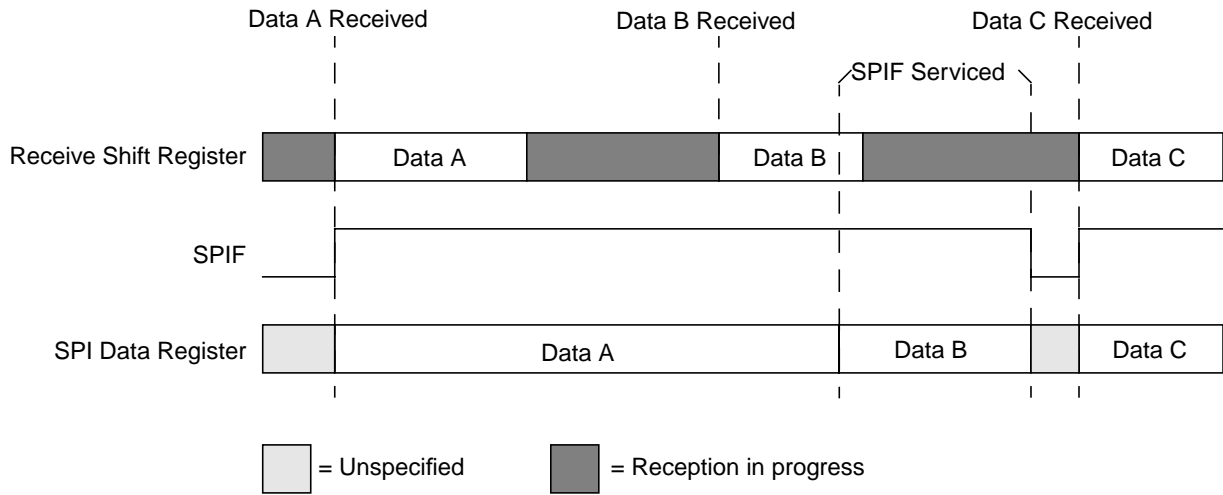 Data A Received
Data B Received
Data C Received
SPIF Serviced
Receive Shift Register
Data A
Data B
Data C
SPIF
SPI Data Register
Data A
Data B
Data C
= Unspecified
= Reception in progress